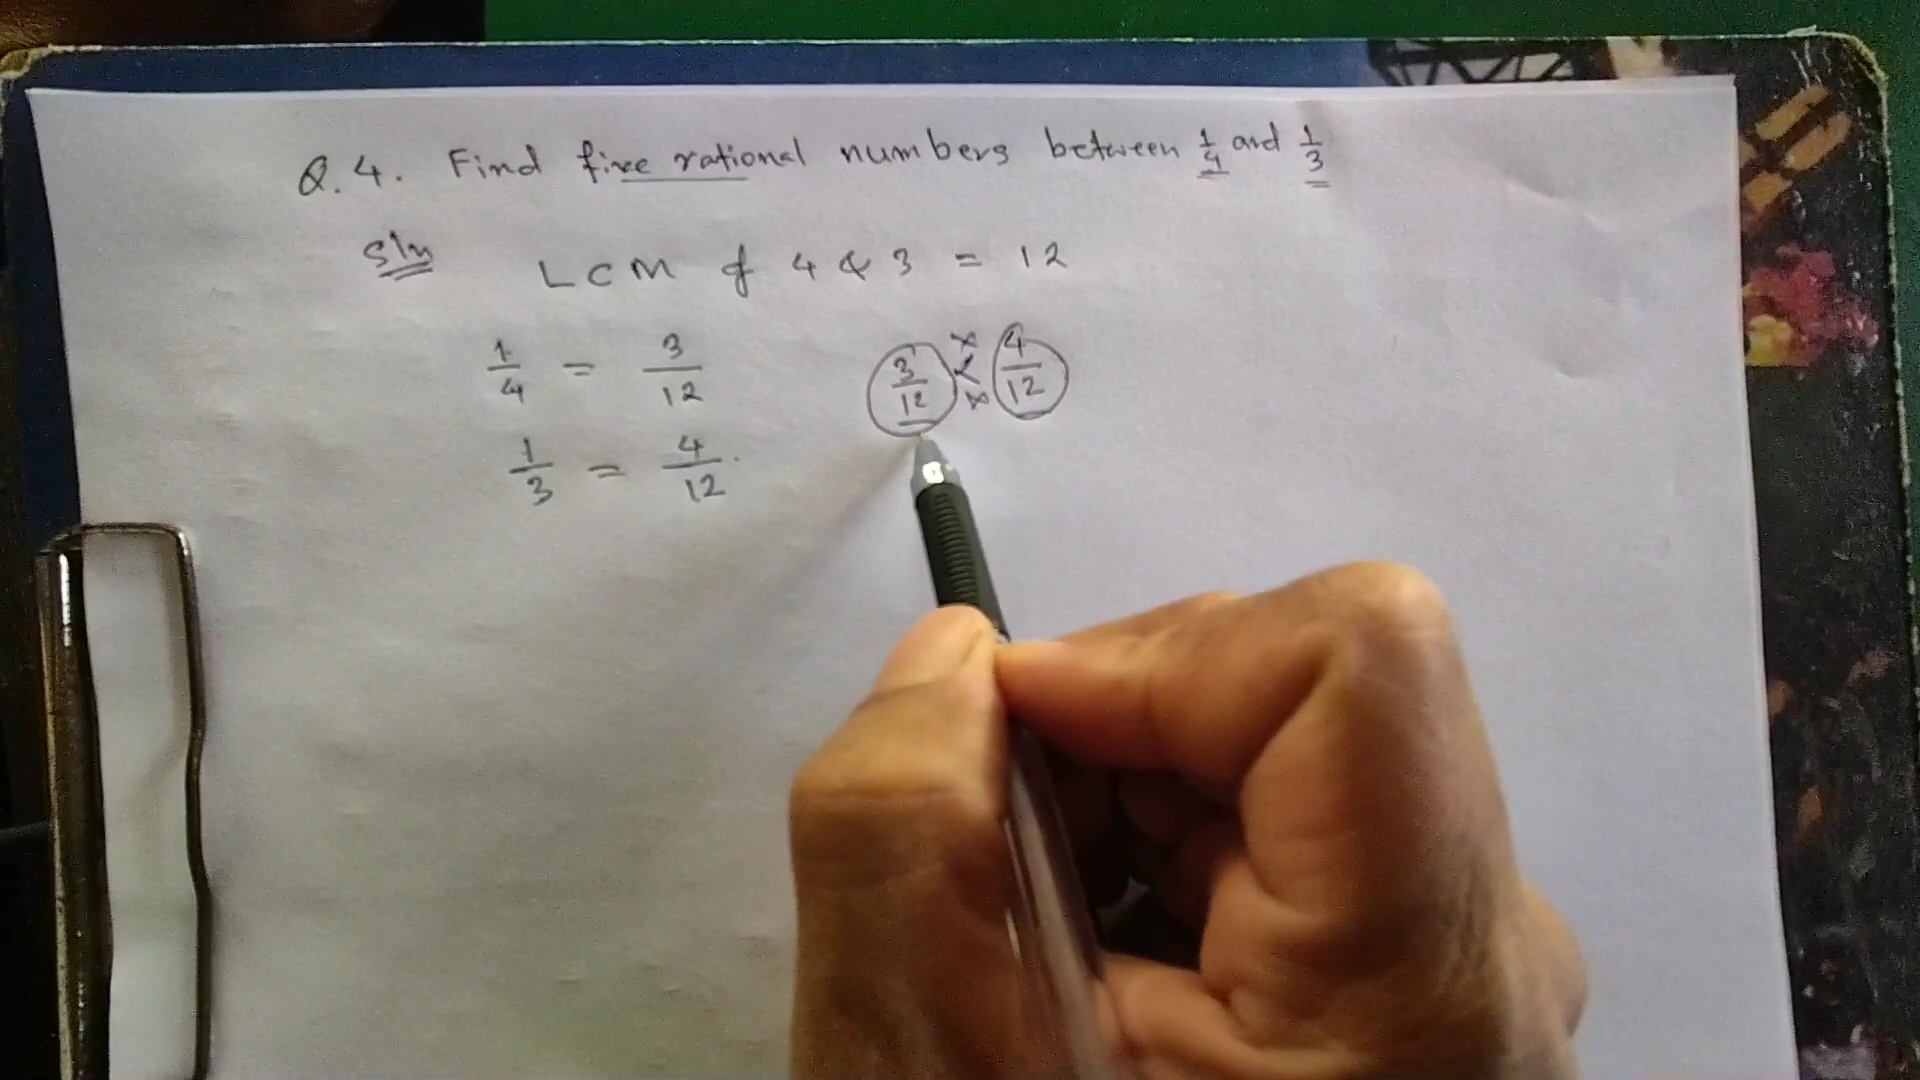 Q.4. Find five rational numbers between 1/4 and 1/3
Sln
LCM of 4 & 3 = 12
1/4 = 3/12
3/12 < 4/12
1/3 = 4/12.